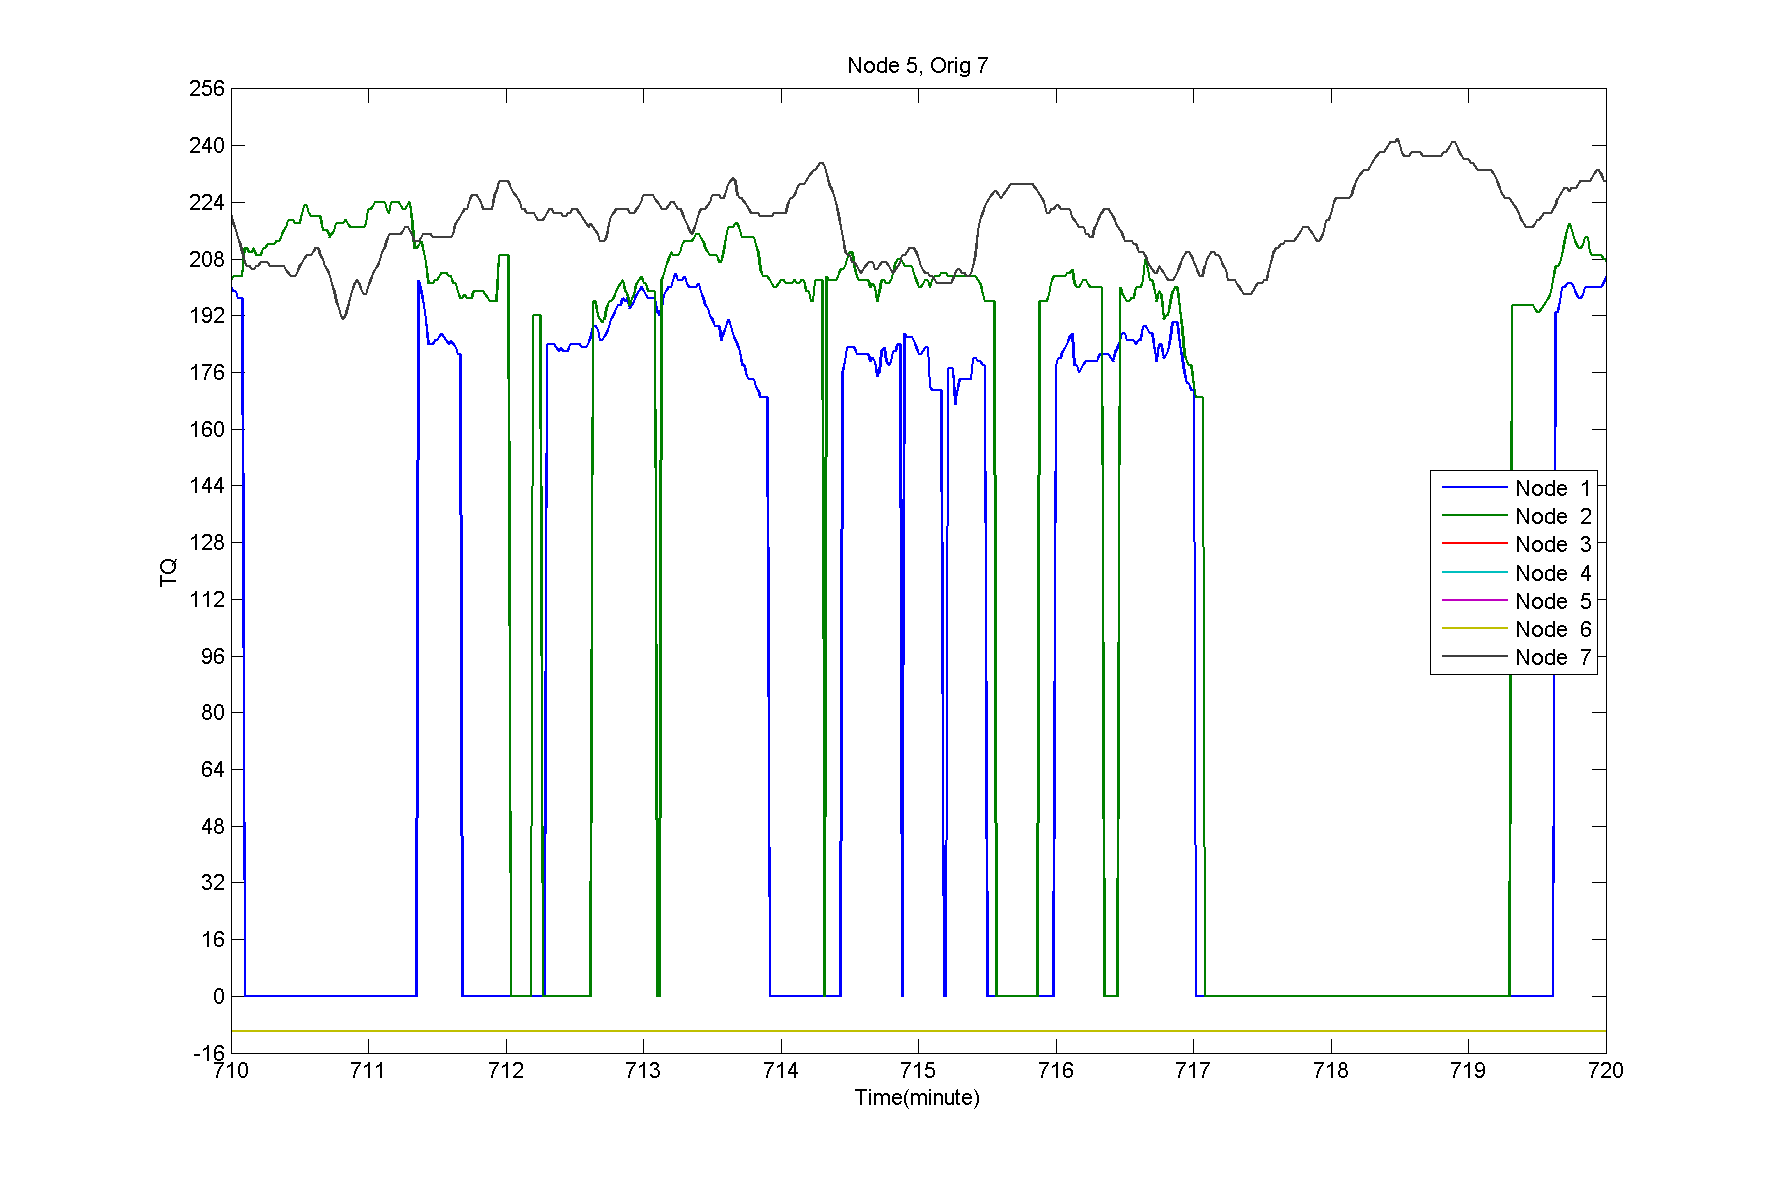 Node 5, Orig 7
256
240
224
208
192
176
160
144
128
112
96
80
64
48
32
16
0
-16
TQ
710 711 712 713 714 715 716 717 718 719 720
Time(minute)
Node 1
Node 2
Node 3
Node 4
Node 5
Node 6
Node 7